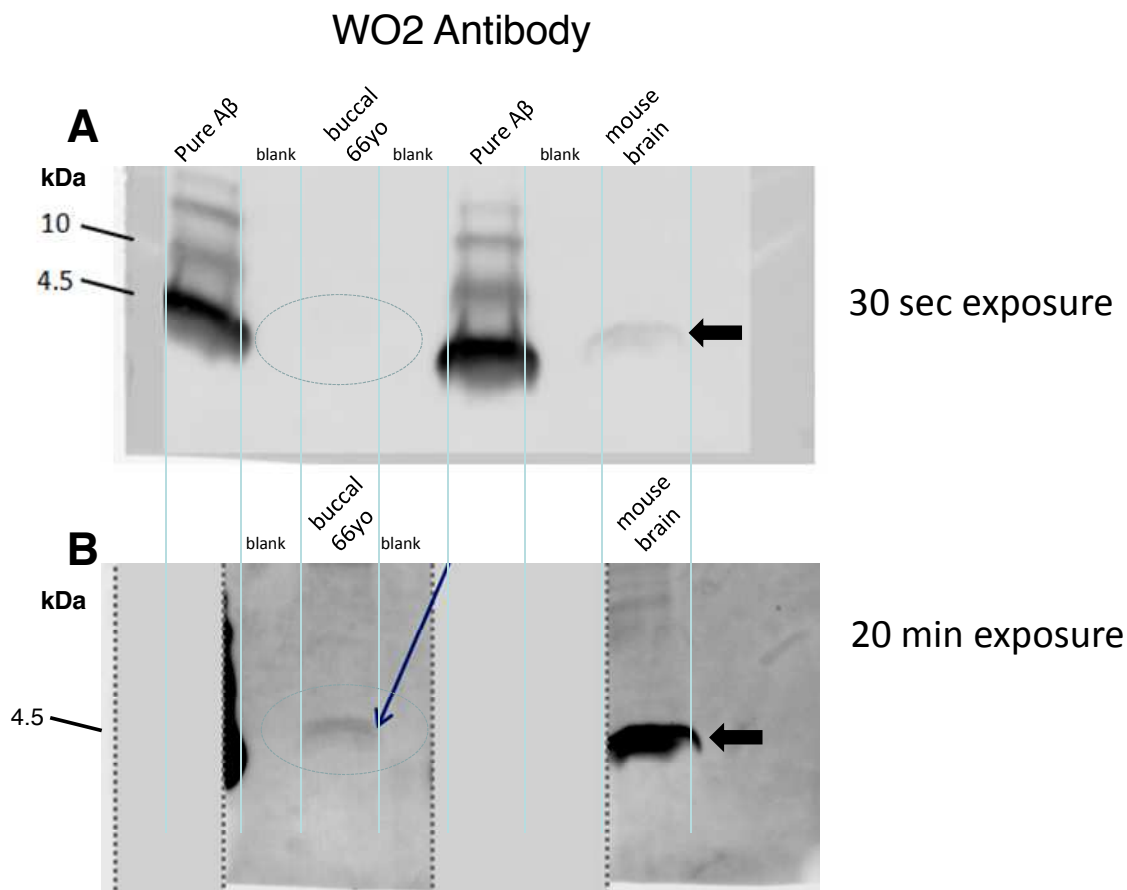 WO2 Antibody
A
Pure Aβ
blank
buccal
66yo
blank
Pure Aβ
blank
mouse
brain
kDa
10
4.5
30 sec exposure
B
blank
buccal
66yo
blank
mouse
brain
kDa
4.5
20 min exposure